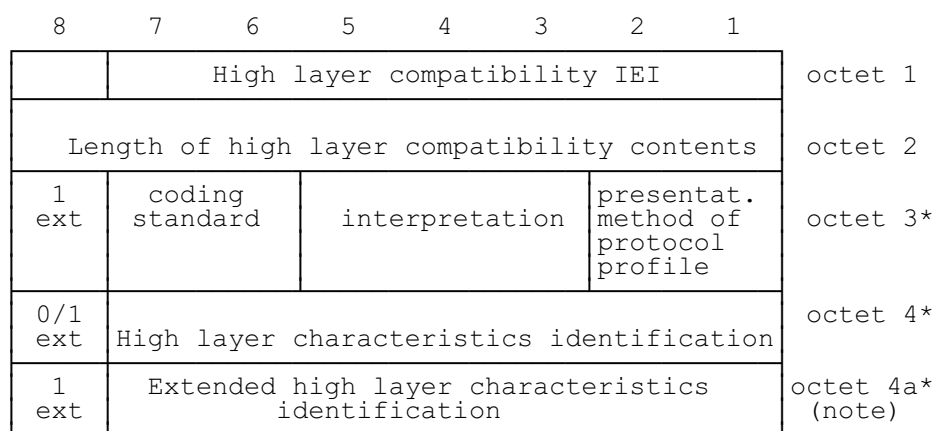 8 7 6 5 4 3 2 1
High layer compatibility IEI octet 1
Length of high layer compatibility contents octet 2
1 coding presentat.
ext standard interpretation method of octet 3*
protocol
profile
0/1 octet 4*
ext High layer characteristics identification
1 Extended high layer characteristics octet 4a*
ext identification (note)